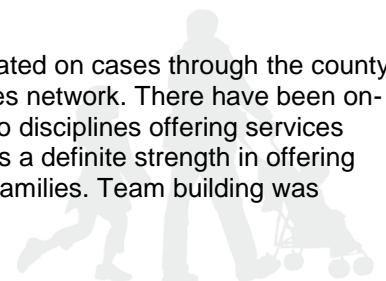 ated on cases through the county
es network. There have been on-
o disciplines offering services
s a definite strength in offering
amilies. Team building was